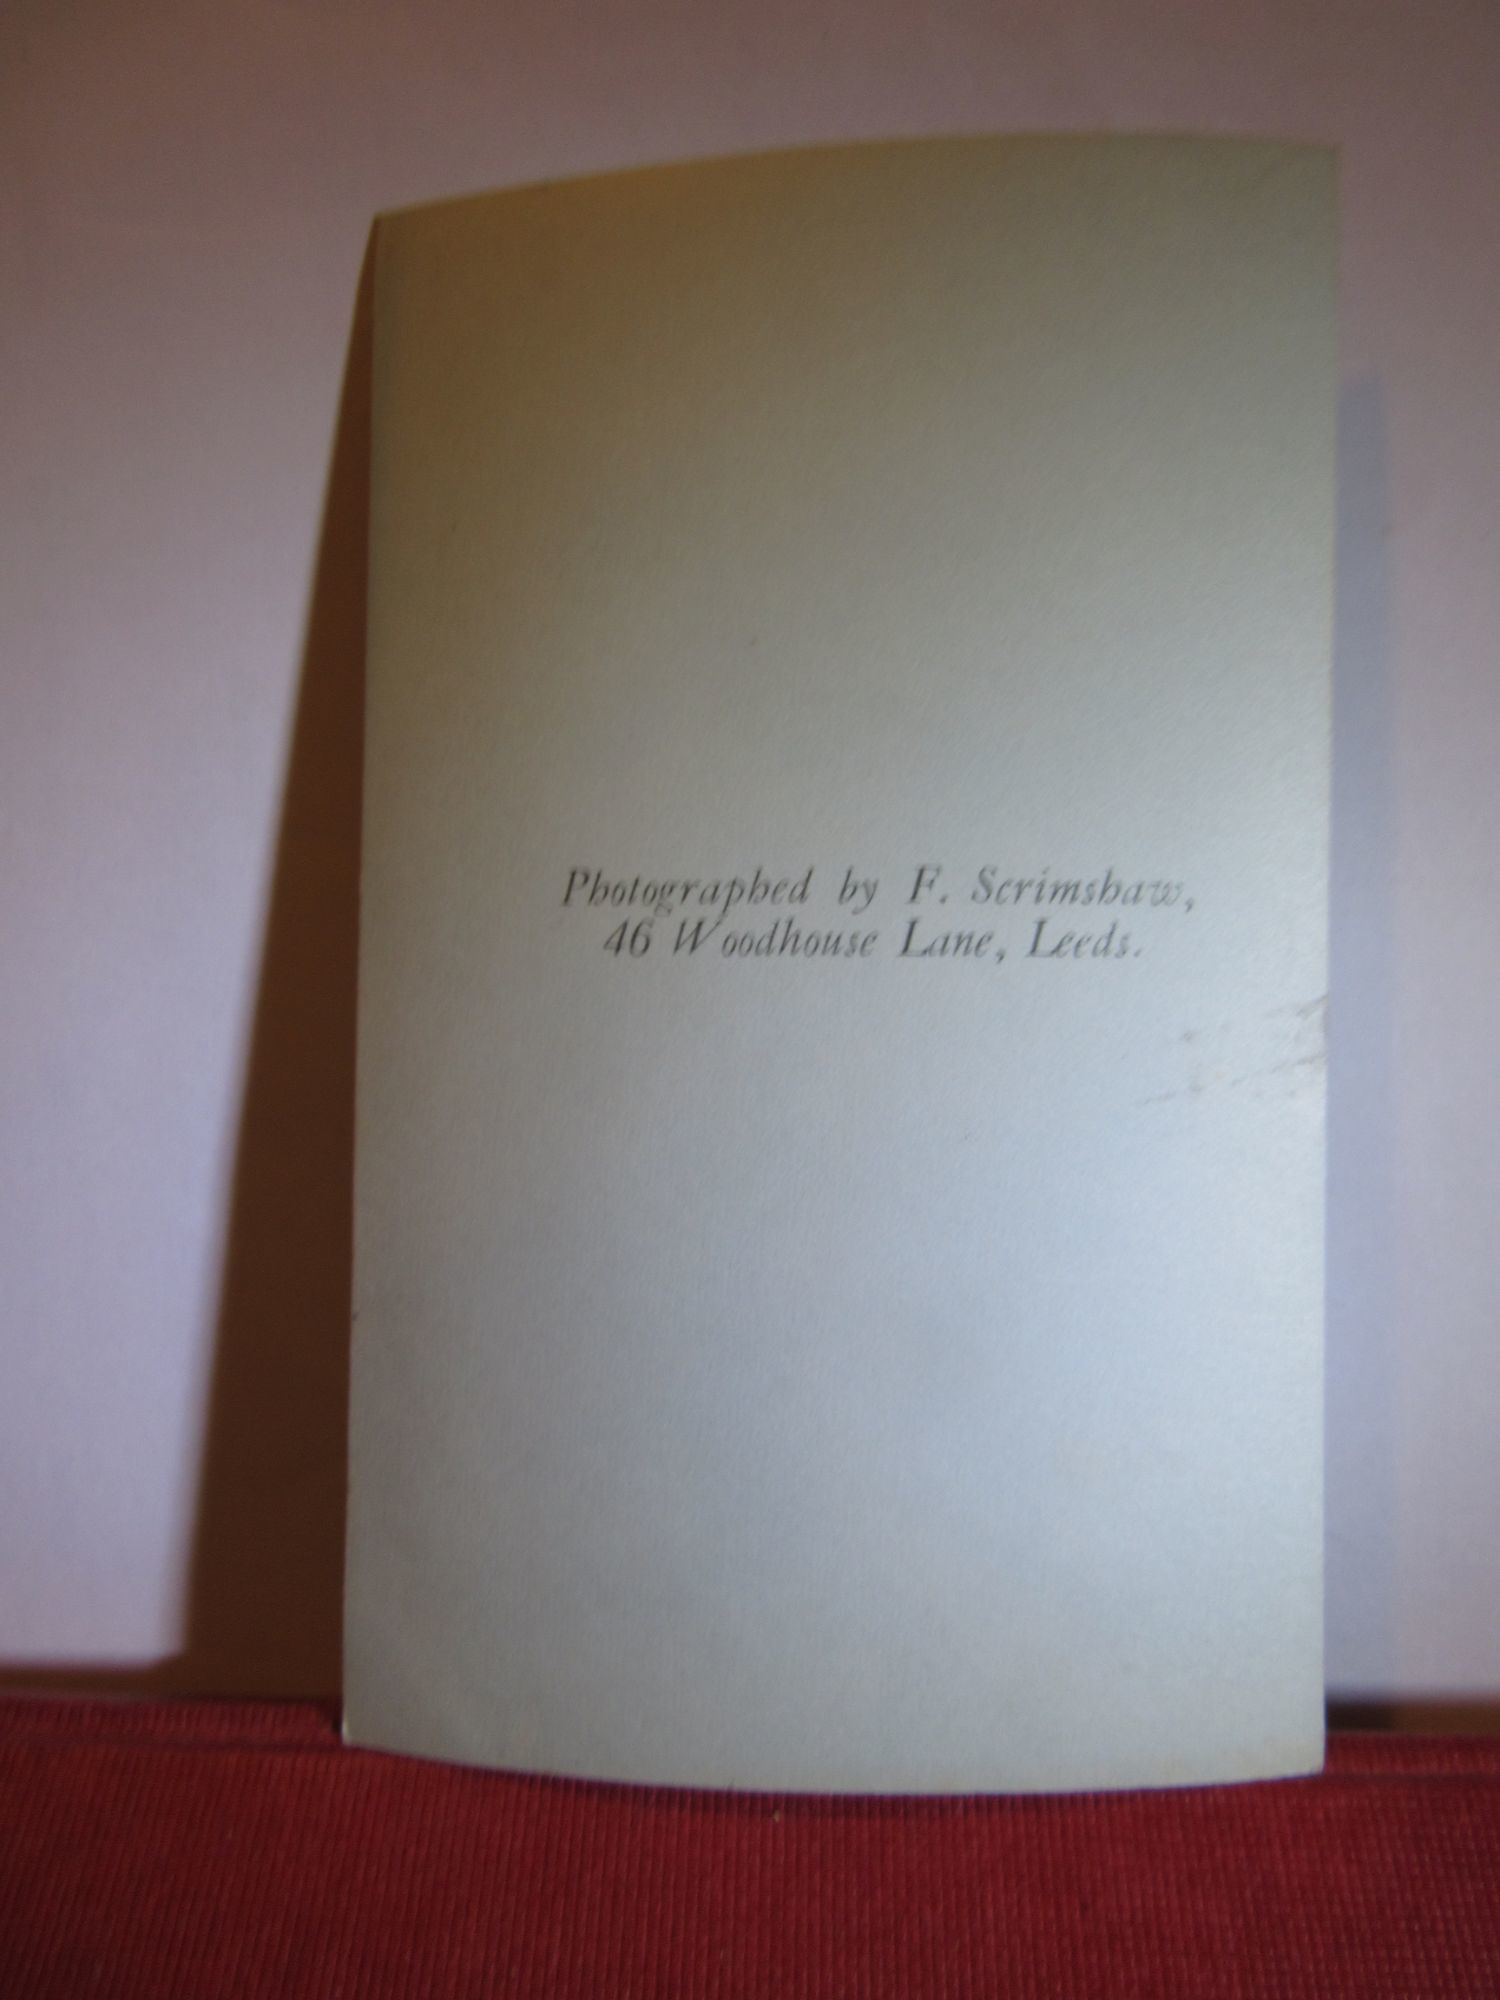 Photographed by F. Scrimshaw,
46 Woodhouse Lane, Leeds.